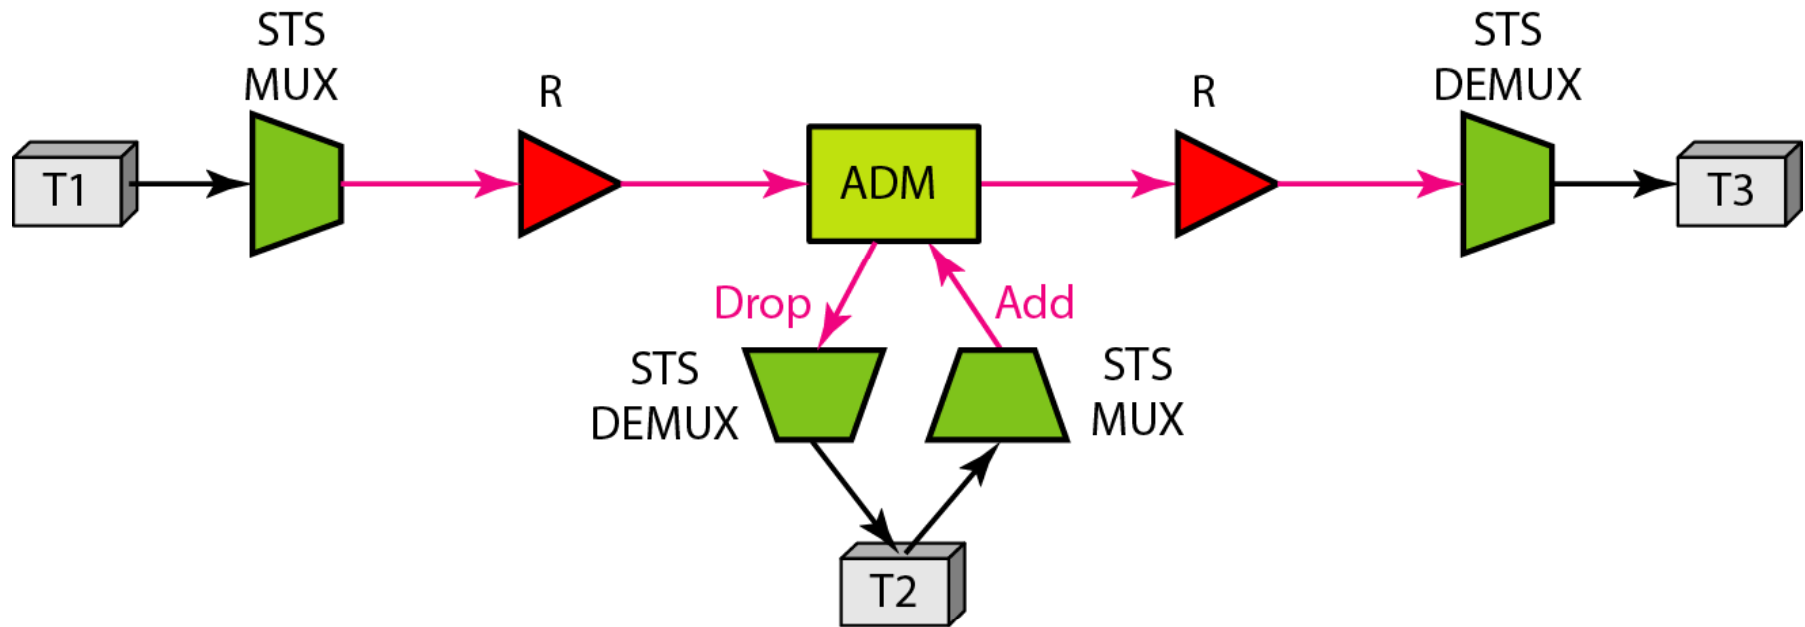 STS
MUX
R
R
STS
DEMUX
T1
ADM
T3
Drop
Add
STS
DEMUX
STS
MUX
T2